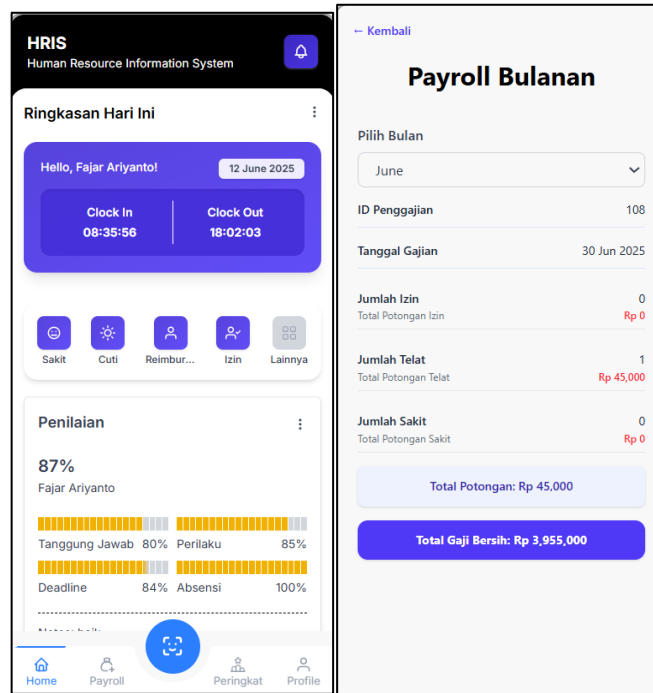 HRIS
Human Resource Information System
Ringkasan Hari Ini
Hello, Fajar Ariyanto!
12 June 2025
Clock In
08:35:56
Clock Out
18:02:03
Sakit
Cuti
Reimbur...
Izin
Lainnya
Penilaian
87%
Fajar Ariyanto
Tanggung Jawab 80%
Perilaku 85%
Deadline 84%
Absensi 100%
Home
Payroll
Peringkat
Profile
← Kembali
Payroll Bulanan
Pilih Bulan
June
ID Penggajian 108
Tanggal Gajian 30 Jun 2025
Jumlah Izin 0
Total Potongan Izin Rp 0
Jumlah Telat 1
Total Potongan Telat Rp 45,000
Jumlah Sakit 0
Total Potongan Sakit Rp 0
Total Potongan: Rp 45,000
Total Gaji Bersih: Rp 3,955,000